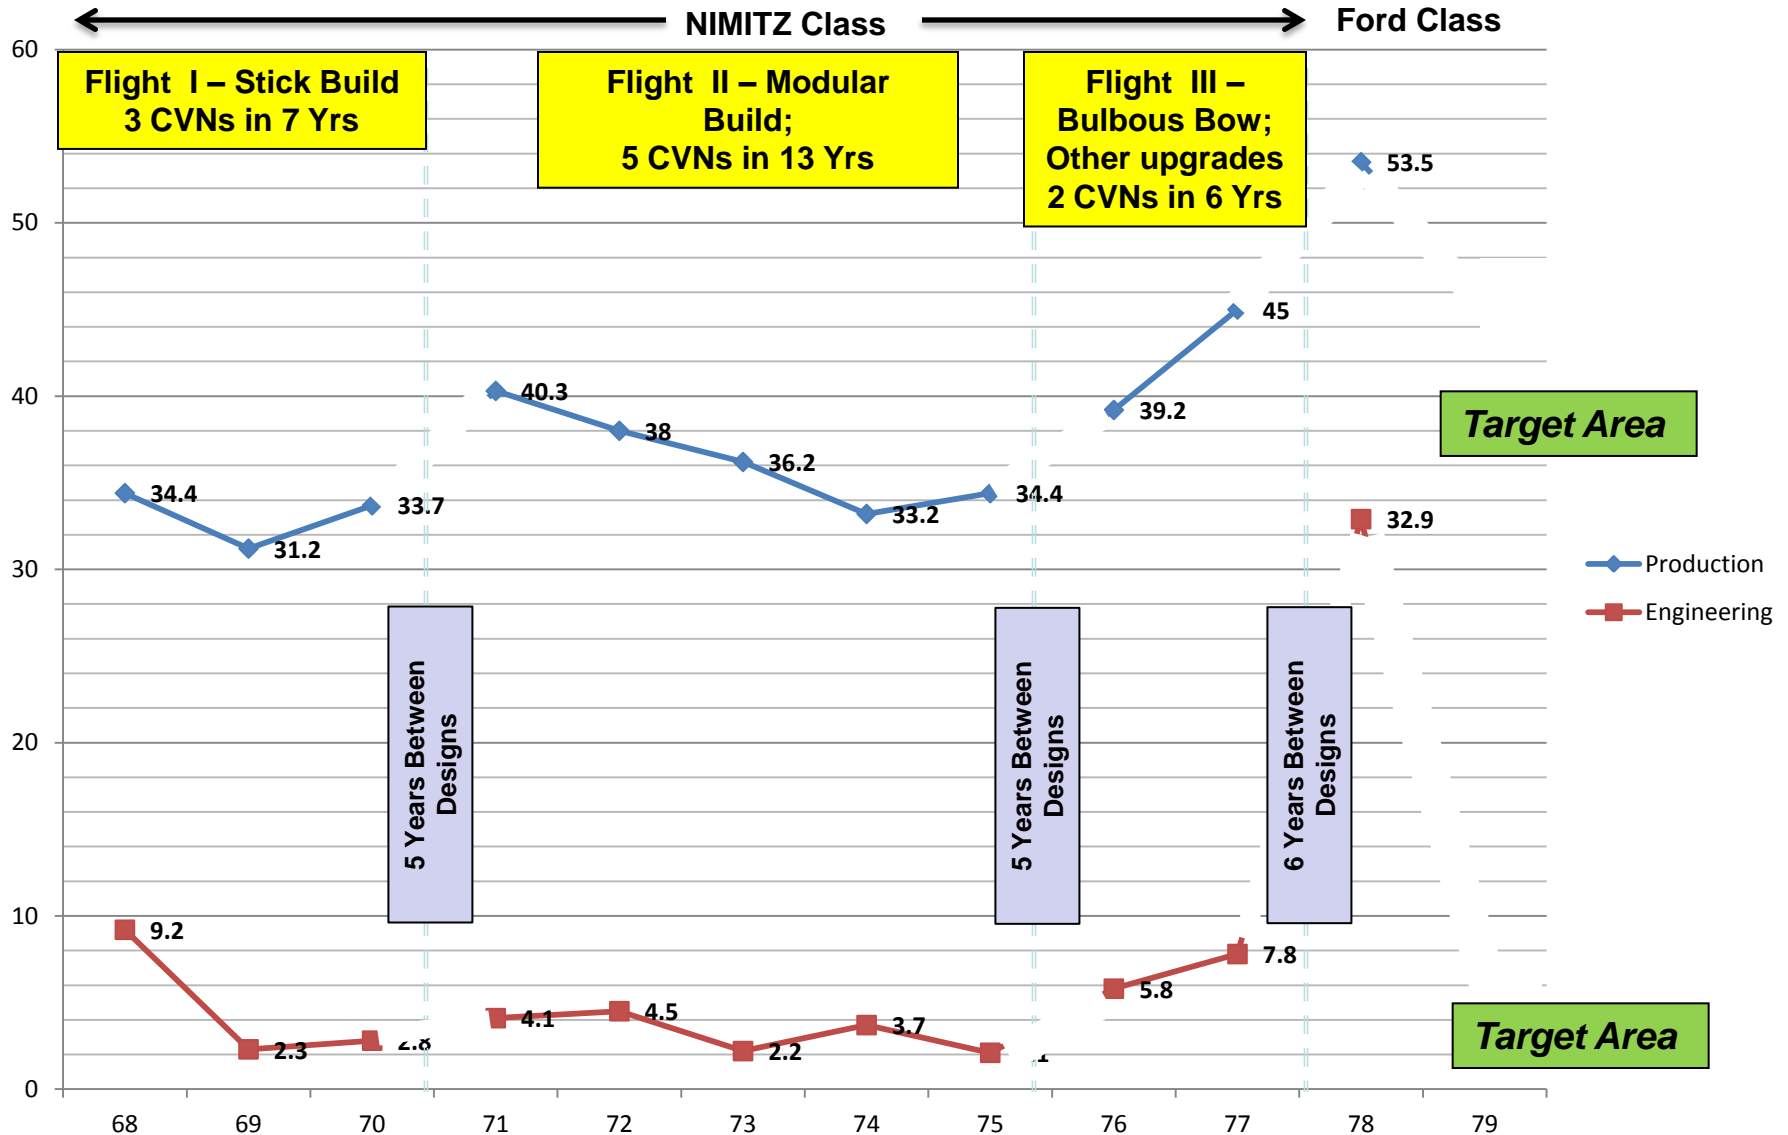 NIMITZ Class
Ford Class
Flight I – Stick Build
3 CVNs in 7 Yrs
Flight II – Modular
Build;
5 CVNs in 13 Yrs
Flight III –
Bulbous Bow;
Other upgrades
2 CVNs in 6 Yrs
60
50
40
30
20
10
0
34.4
31.2
33.7
40.3
38
36.2
33.2
34.4
39.2
45
53.5
Target Area
32.9
Production
Engineering
5 Years Between
Designs
5 Years Between
Designs
6 Years Between
Designs
9.2
2.3
2.8
4.1
4.5
2.2
3.7
5.8
7.8
Target Area
68
69
70
71
72
73
74
75
76
77
78
79